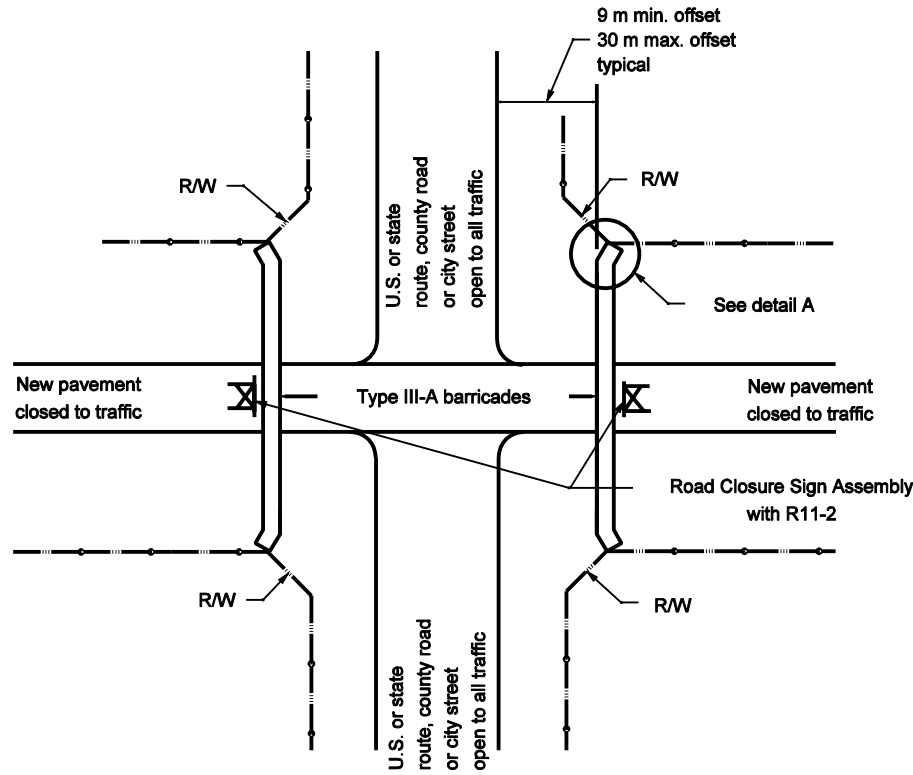 9 m min. offset
30 m max. offset
typical
R/W
R/W
U.S. or state
route, county road
or city street
open to all traffic
See detail A
New pavement
closed to traffic
Type III-A barricades
New pavement
closed to traffic
Road Closure Sign Assembly
with R11-2
R/W
R/W
U.S. or state
route, county road
or city street
open to all traffic